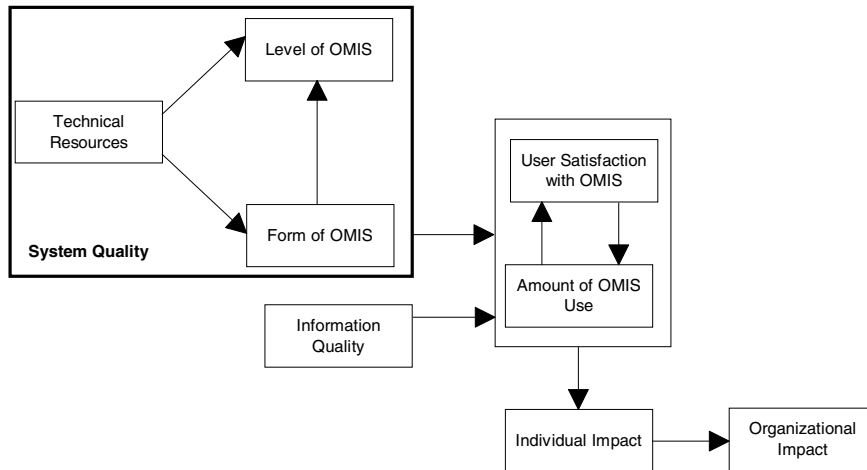 Level of OMIS
Technical
Resources
Form of OMIS
System Quality
User Satisfaction
with OMIS
Amount of OMIS
Use
Information
Quality
Individual Impact
Organizational
Impact